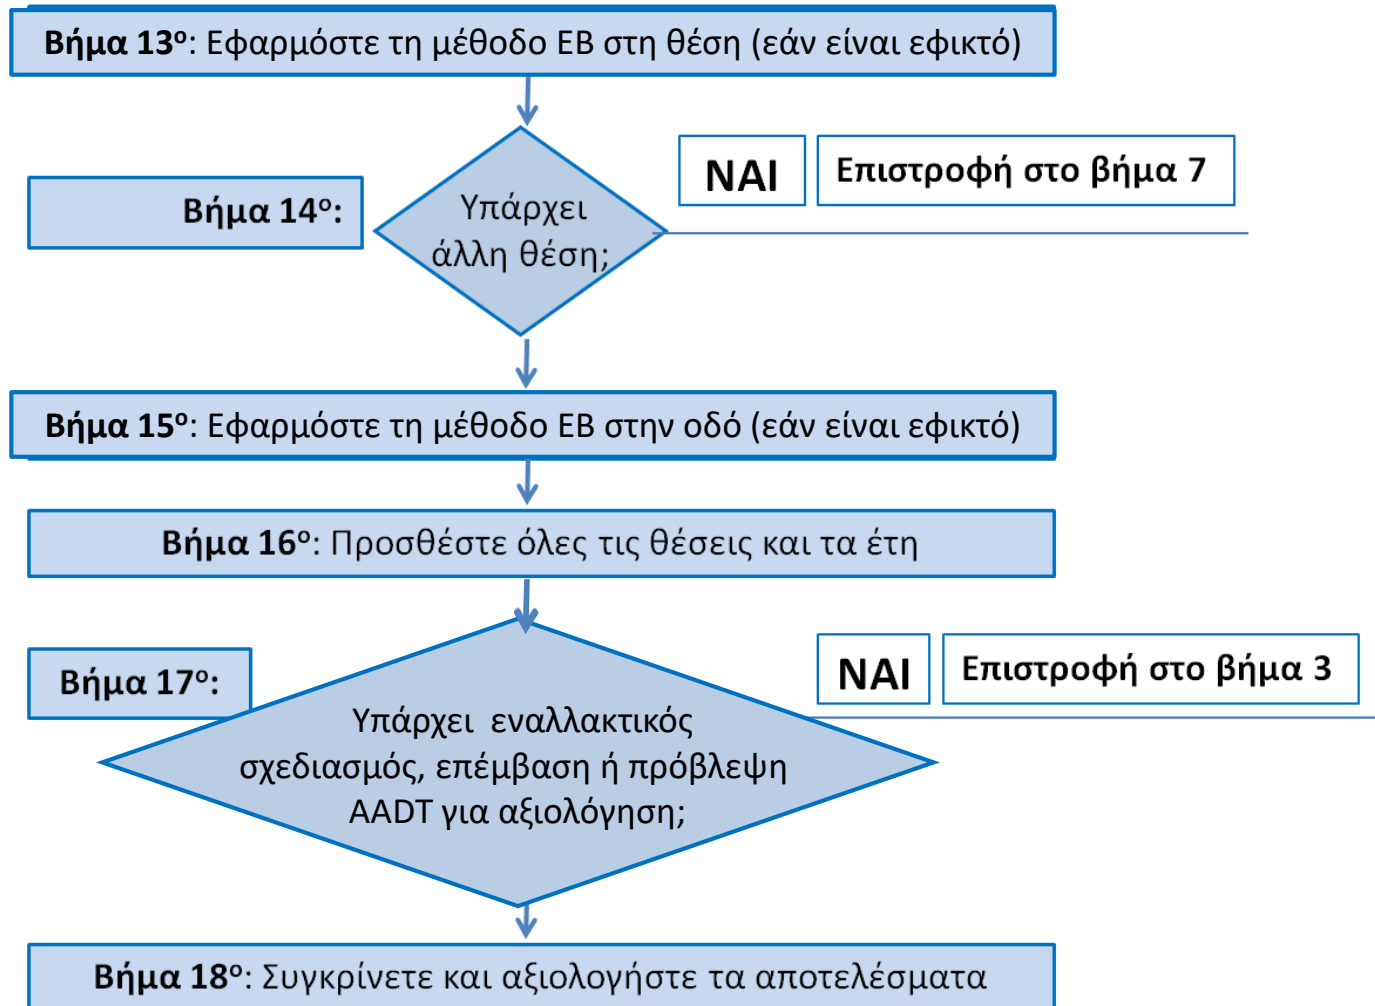 Βήμα 13ο: Εφαρμόστε τη μέθοδο ΕΒ στη θέση (εάν είναι εφικτό)
Βήμα 14ο:
Υπάρχει
άλλη θέση;
ΝΑΙ
Επιστροφή στο βήμα 7
Βήμα 15ο: Εφαρμόστε τη μέθοδο ΕΒ στην οδό (εάν είναι εφικτό)
Βήμα 16ο: Προσθέστε όλες τις θέσεις και τα έτη
Βήμα 17ο:
Υπάρχει εναλλακτικός
σχεδιασμός, επέμβαση ή πρόβλεψη
AADT για αξιολόγηση;
ΝΑΙ
Επιστροφή στο βήμα 3
Βήμα 18ο: Συγκρίνετε και αξιολογήστε τα αποτελέσματα